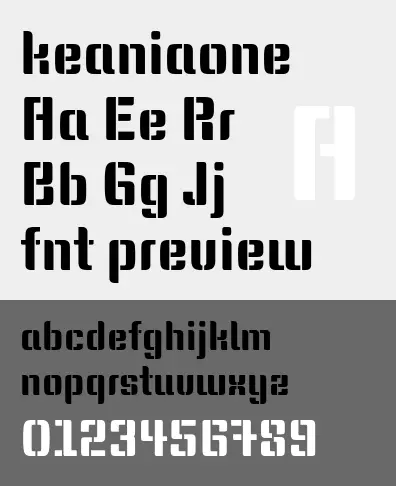 keaniaone
Aa Ee Rr
A
Bb Gg Jj
fnt preview
abcdefghijklm
nopqrstuvwxyz
0123456789